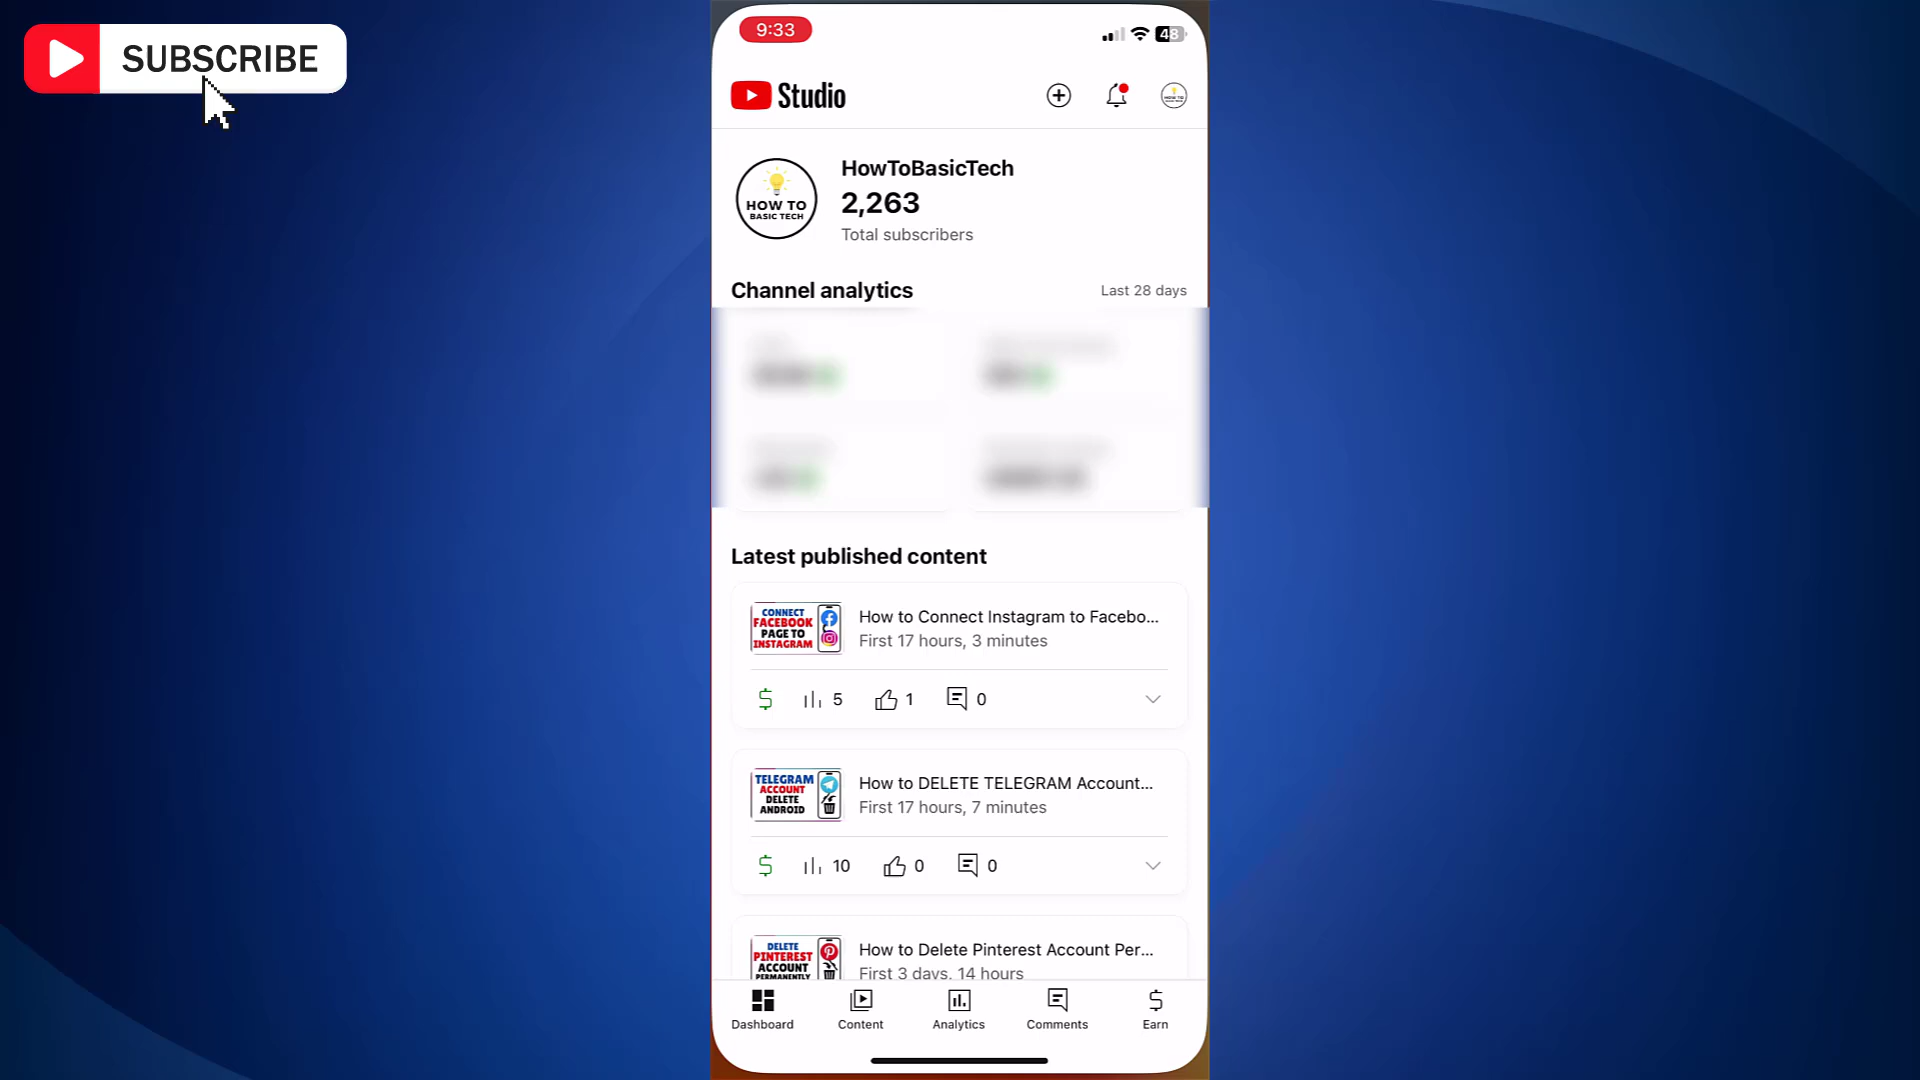 SUBSCRIBE
9:33
48
Studio
HowToBasicTech
2,263
Total subscribers
HOW TO
BASIC TECH
Channel analytics
Last 28 days
Latest published content
CONNECT
FACEBOOK
PAGE TO
INSTAGRAM
How to Connect Instagram to Facebo...
First 17 hours, 3 minutes
5
1
0
TELEGRAM
ACCOUNT
DELETE
ANDROID
How to DELETE TELEGRAM Account...
First 17 hours, 7 minutes
10
0
0
DELETE
PINTEREST
ACCOUNT
PERMANENTLY
How to Delete Pinterest Account Per...
First 3 days, 14 hours
Dashboard
Content
Analytics
Comments
Earn